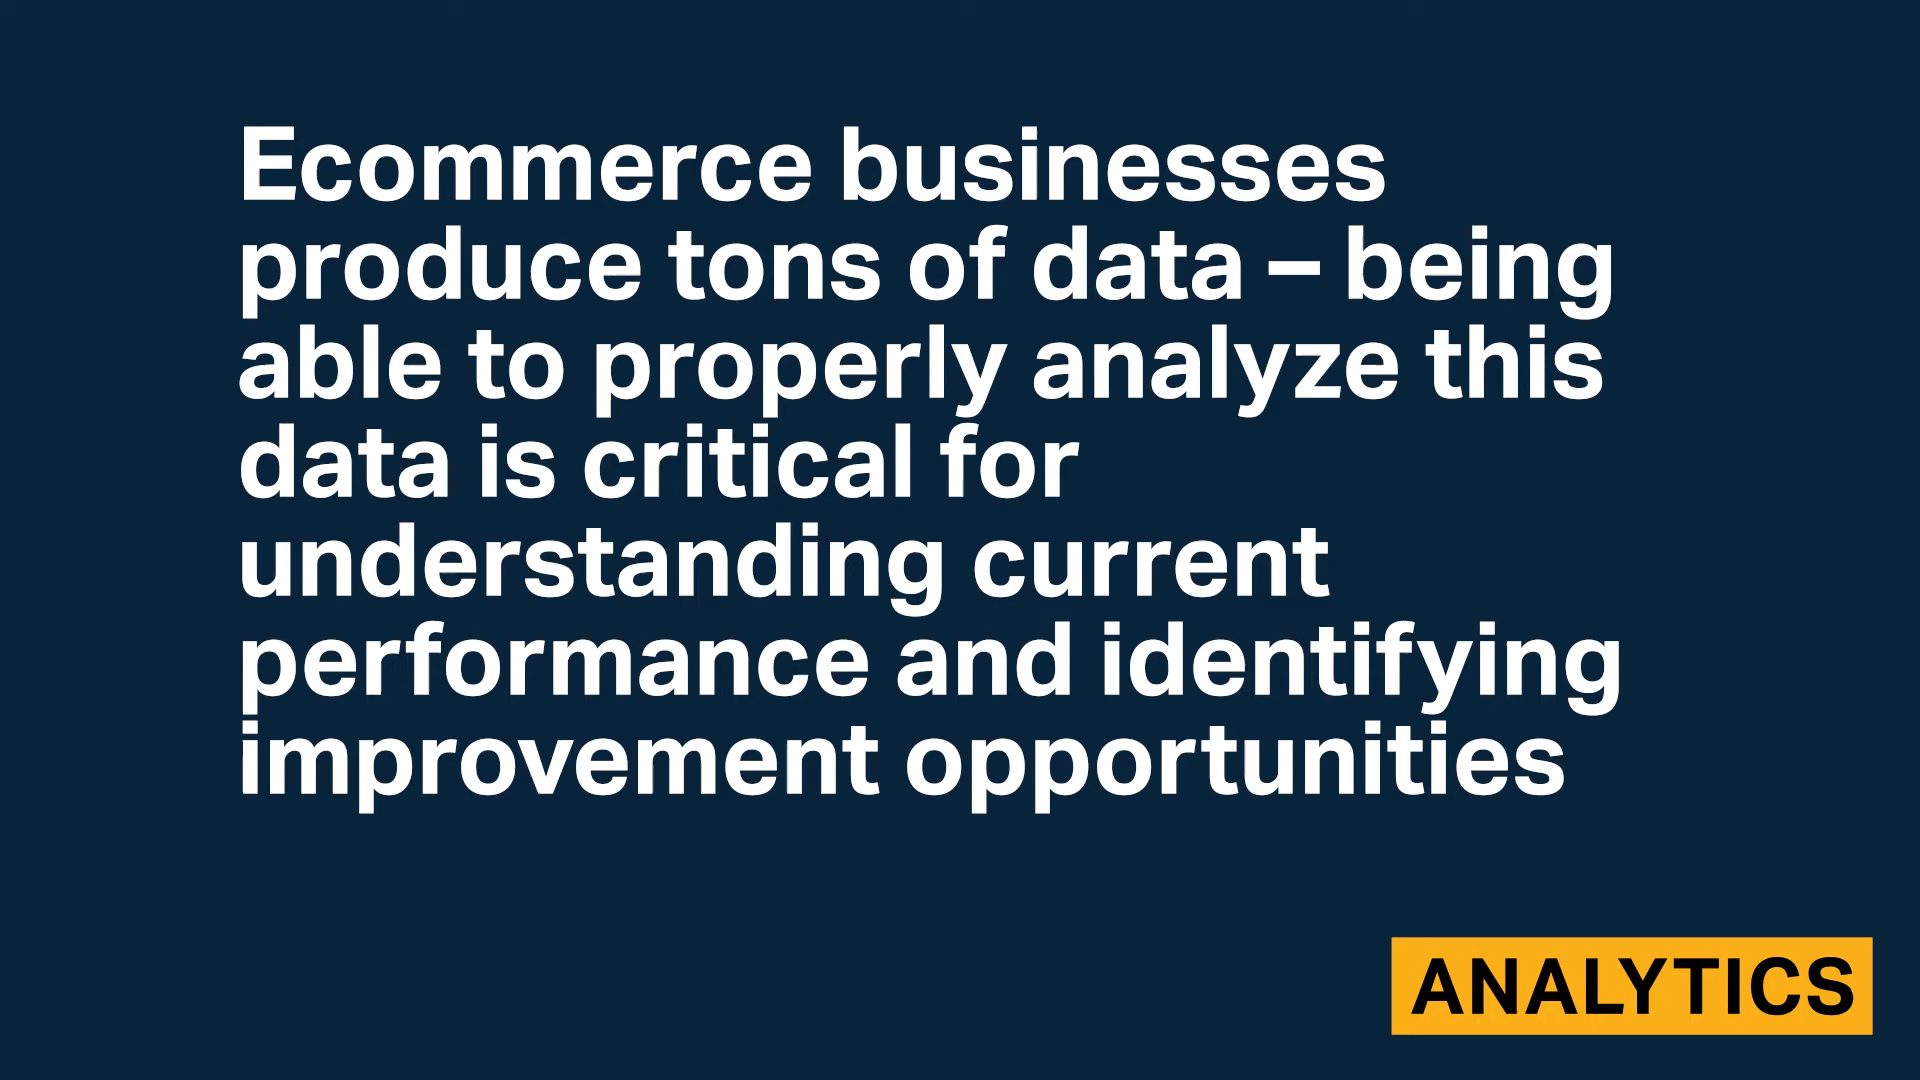 Ecommerce businesses
produce tons of data – being
able to properly analyze this
data is critical for
understanding current
performance and identifying
improvement opportunities
ANALYTICS